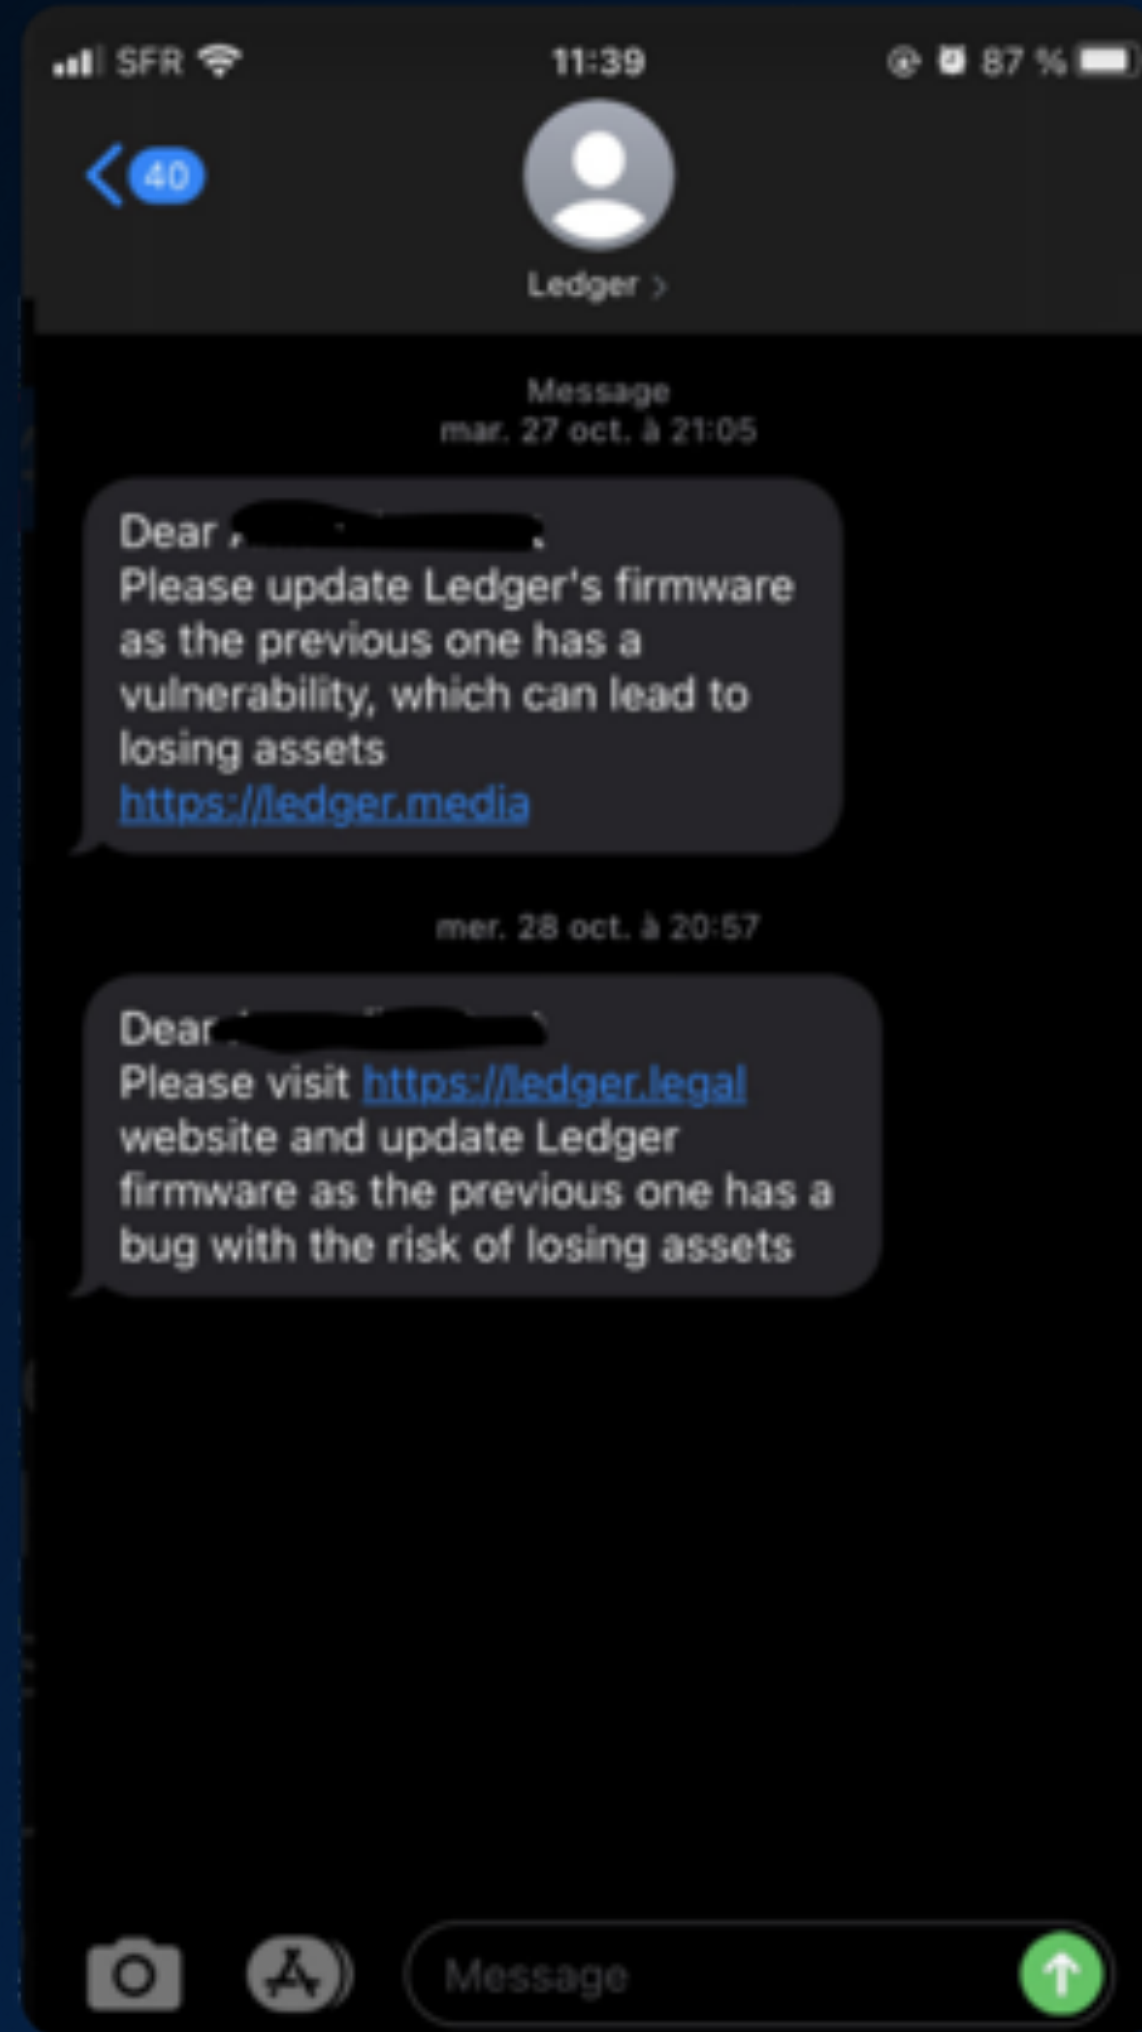 SFR
11:39
87 %
40
Ledger
Message
mar. 27 oct. à 21:05
Dear
Please update Ledger's firmware
as the previous one has a
vulnerability, which can lead to
losing assets
https://ledger.media
mer. 28 oct. à 20:57
Dear
Please visit https://ledger.legal
website and update Ledger
firmware as the previous one has a
bug with the risk of losing assets
Message